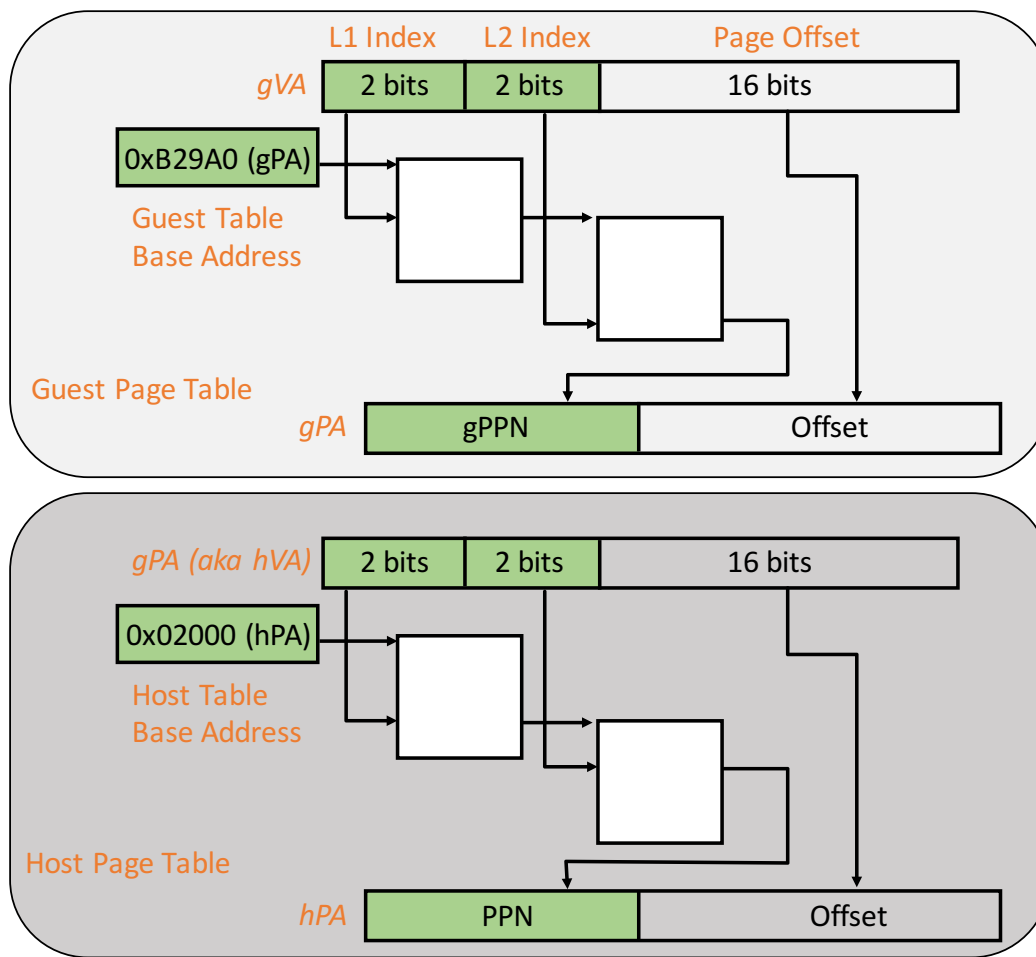 L1 Index L2 Index Page Offset
gVA 2 bits 2 bits 16 bits
0xB29A0 (gPA)
Guest Table
Base Address
Guest Page Table
gPA gPPN Offset
gPA (aka hVA) 2 bits 2 bits 16 bits
0x02000 (hPA)
Host Table
Base Address
Host Page Table
hPA PPN Offset